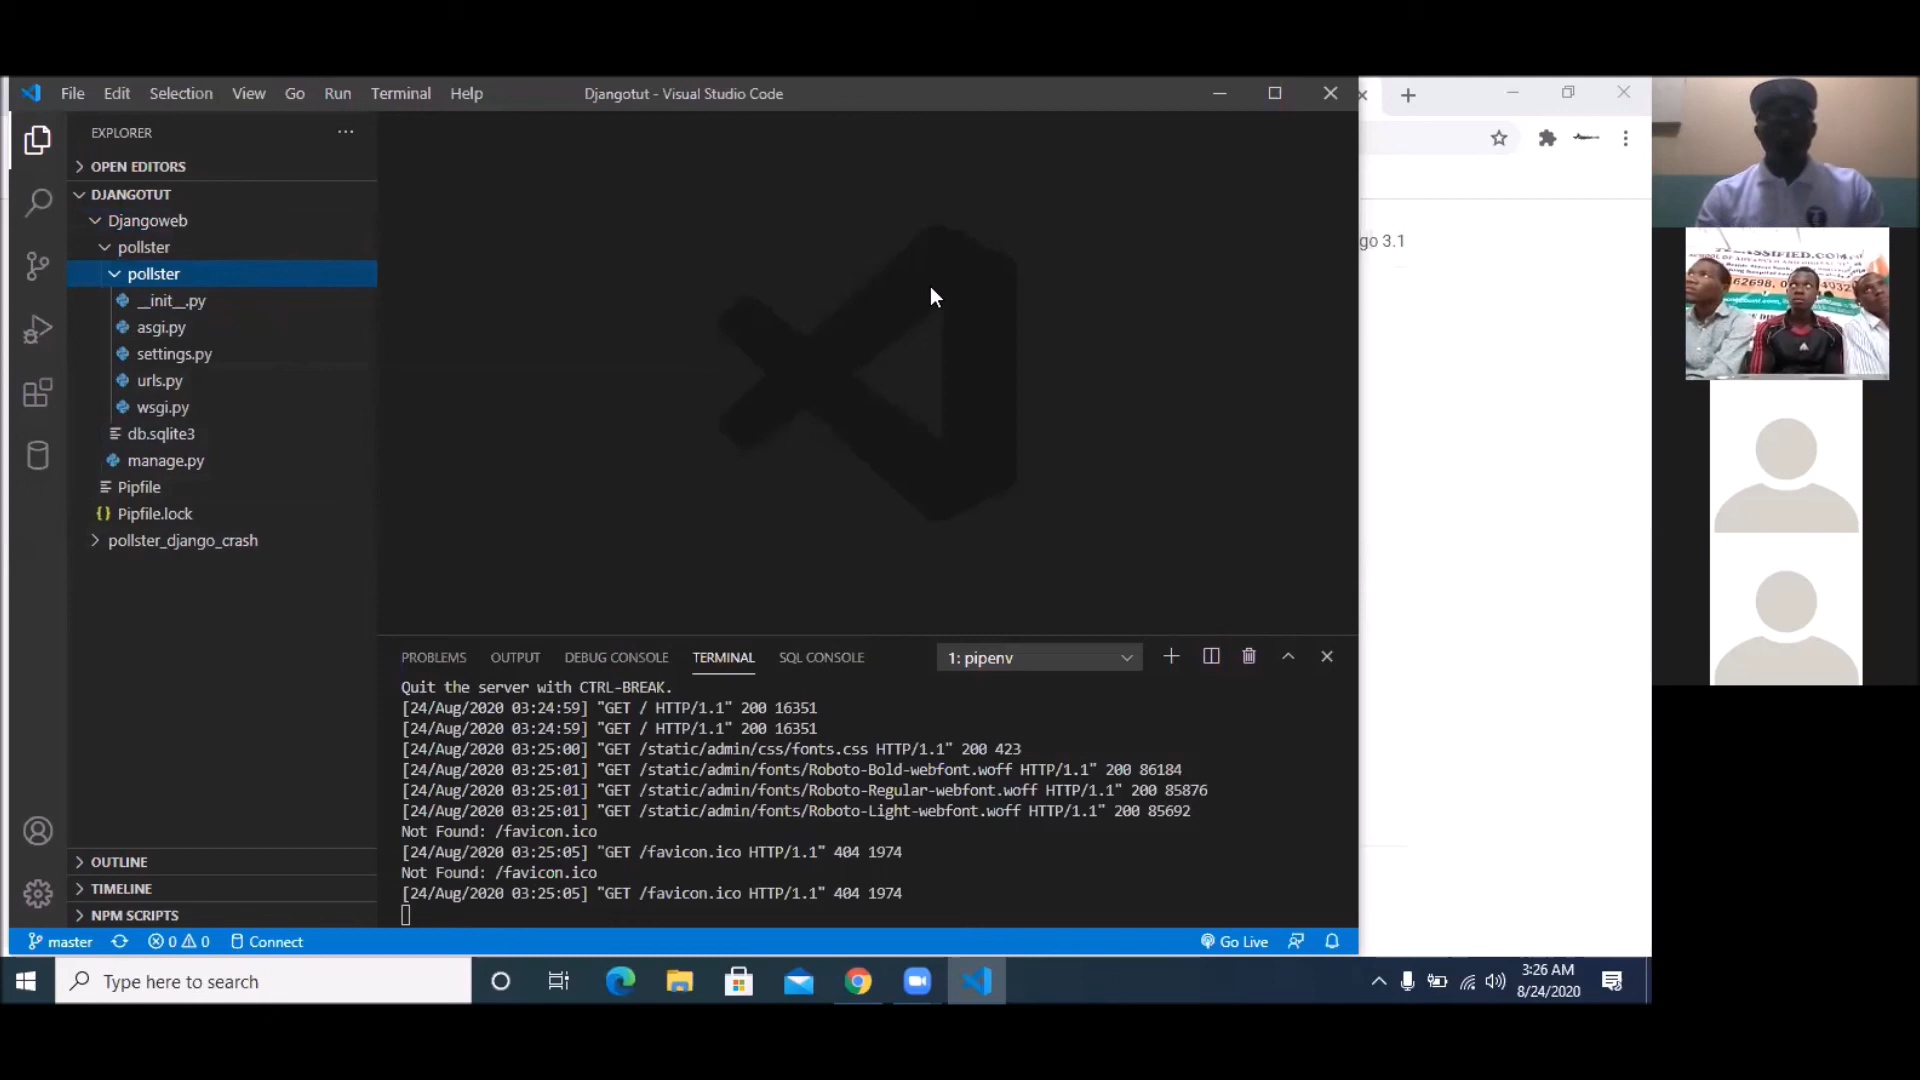 File Edit Selection View Go Run Terminal Help Djangotut - Visual Studio Code
EXPLORER
OPEN EDITORS
DJANGOTUT
Djangoweb
pollster
pollster
__init__.py
asgi.py
settings.py
urls.py
wsgi.py
db.sqlite3
manage.py
Pipfile
{} Pipfile.lock
pollster_django_crash
OUTLINE
TIMELINE
NPM SCRIPTS
PROBLEMS OUTPUT DEBUG CONSOLE TERMINAL SQL CONSOLE 1: pipenv
Quit the server with CTRL-BREAK.
[24/Aug/2020 03:24:59] "GET / HTTP/1.1" 200 16351
[24/Aug/2020 03:24:59] "GET / HTTP/1.1" 200 16351
[24/Aug/2020 03:25:00] "GET /static/admin/css/fonts.css HTTP/1.1" 200 423
[24/Aug/2020 03:25:01] "GET /static/admin/fonts/Roboto-Bold-webfont.woff HTTP/1.1" 200 86184
[24/Aug/2020 03:25:01] "GET /static/admin/fonts/Roboto-Regular-webfont.woff HTTP/1.1" 200 85876
[24/Aug/2020 03:25:01] "GET /static/admin/fonts/Roboto-Light-webfont.woff HTTP/1.1" 200 85692
Not Found: /favicon.ico
[24/Aug/2020 03:25:05] "GET /favicon.ico HTTP/1.1" 404 1974
Not Found: /favicon.ico
[24/Aug/2020 03:25:05] "GET /favicon.ico HTTP/1.1" 404 1974
master 0 0 Connect Go Live
go 3.1
Type here to search
3:26 AM
8/24/2020